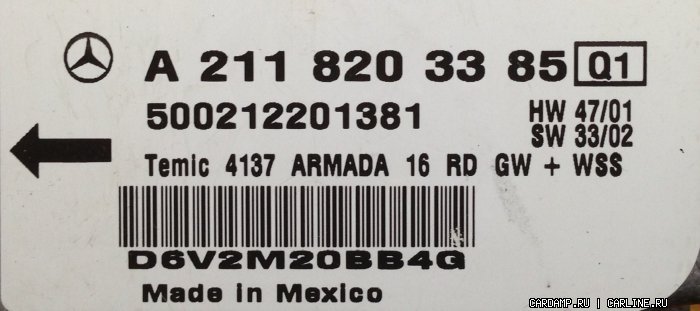 A 211 820 33 85 Q1
500212201381
HW 47/01
SW 33/02
Temic 4137 ARMADA 16 RD GW + WSS
D6V2M20BB4G
Made in Mexico
CARDAMP.RU | CARLINE.RU